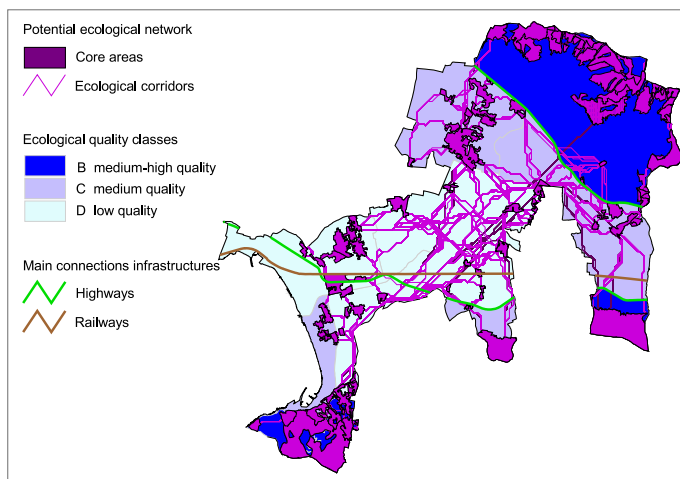 Potential ecological network
Core areas
Ecological corridors
Ecological quality classes
B medium-high quality
C medium quality
D low quality
Main connections infrastructures
Highways
Railways